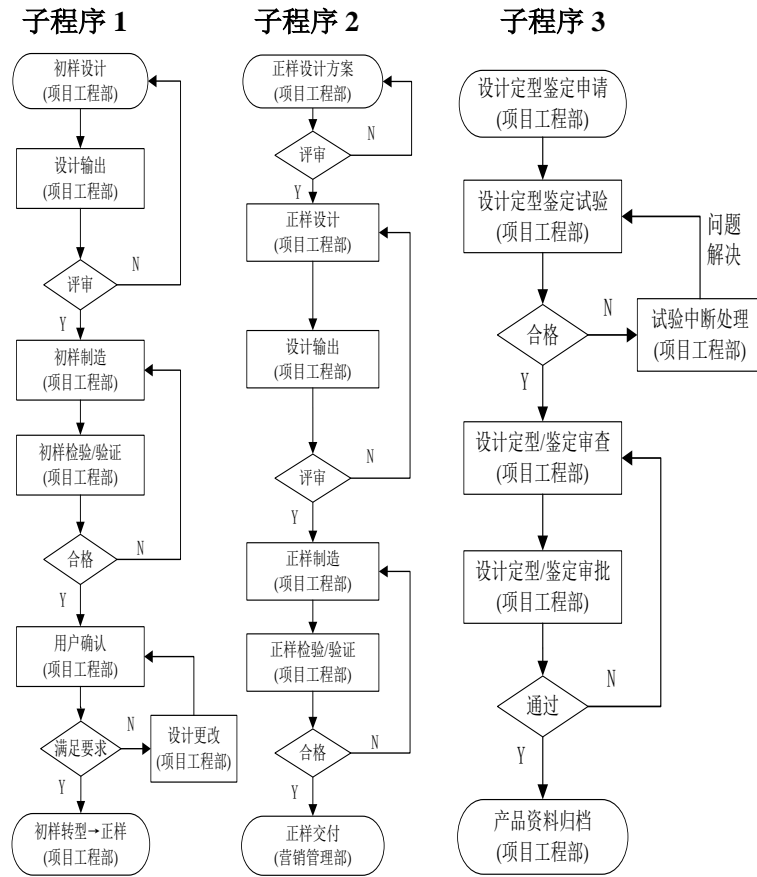 子程序 1
初样设计
(项目工程部)
设计输出
(项目工程部)
评审
N
Y
初样制造
(项目工程部)
初样检验/验证
(项目工程部)
合格
N
Y
用户确认
(项目工程部)
满足要求
N
设计更改
(项目工程部)
Y
初样转型→正样
(项目工程部)
子程序 2
正样设计方案
(项目工程部)
N
评审
Y
正样设计
(项目工程部)
设计输出
(项目工程部)
评审
N
Y
正样制造
(项目工程部)
正样检验/验证
(项目工程部)
合格
N
Y
正样交付
(营销管理部)
子程序 3
设计定型鉴定申请
(项目工程部)
设计定型鉴定试验
(项目工程部)
问题
解决
合格
N
试验中断处理
(项目工程部)
Y
设计定型/鉴定审查
(项目工程部)
设计定型/鉴定审批
(项目工程部)
通过
N
Y
产品资料归档
(项目工程部)